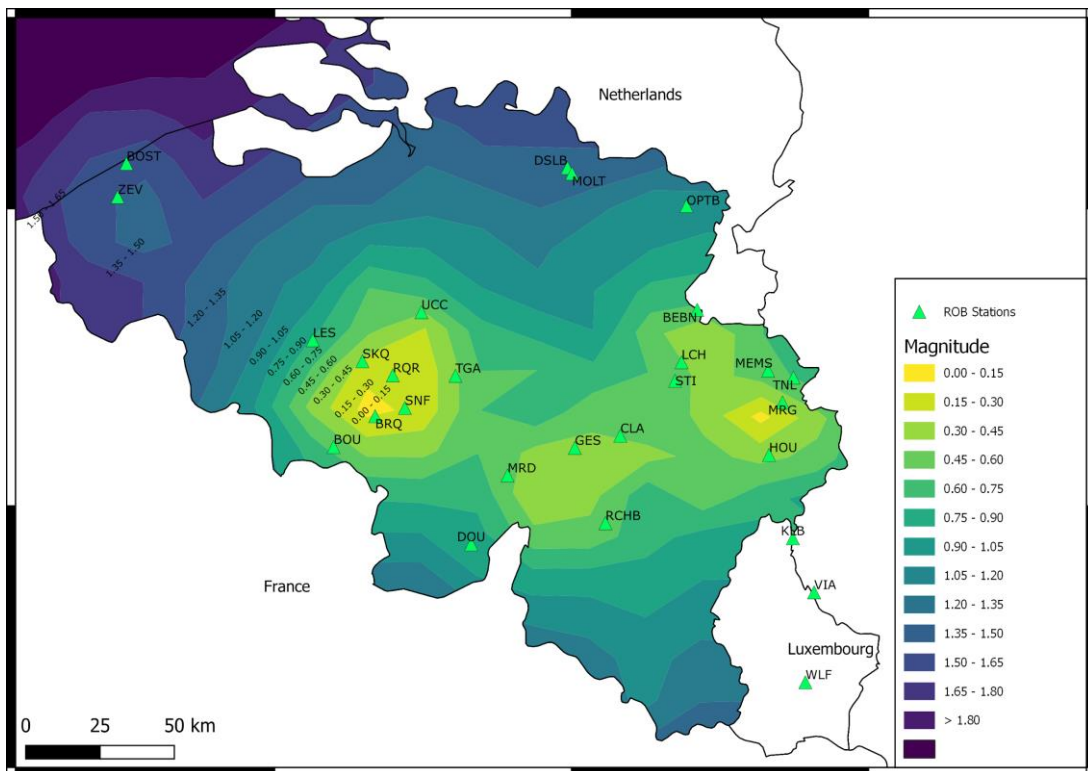 Netherlands
BOST
DSLB
MOLT
ZEV
OPTB
1.50 - 1.65
1.35 - 1.50
1.20 - 1.35
1.05 - 1.20
0.90 - 1.05
0.75 - 0.90
0.60 - 0.75
0.45 - 0.60
0.30 - 0.45
0.15 - 0.30
0.00 - 0.15
UCC
BEBN
LES
SKQ
RQR
TGA
LCH
MEMS
STI
TNL
SNF
MRG
BRQ
CLA
BOU
GES
HOU
MRD
RCHB
DOU
KLB
France
VIA
Luxembourg
WLF
0 25 50 km
ROB Stations
Magnitude
0.00 - 0.15
0.15 - 0.30
0.30 - 0.45
0.45 - 0.60
0.60 - 0.75
0.75 - 0.90
0.90 - 1.05
1.05 - 1.20
1.20 - 1.35
1.35 - 1.50
1.50 - 1.65
1.65 - 1.80
> 1.80